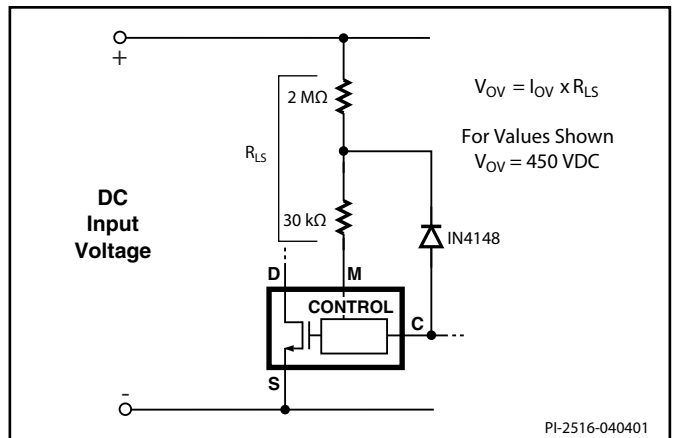 +
2 MΩ
V_OV = I_OV x R_LS
For Values Shown
V_OV = 450 VDC
R_LS
DC
Input
Voltage
30 kΩ
IN4148
D
M
CONTROL
C
S
-
PI-2516-040401